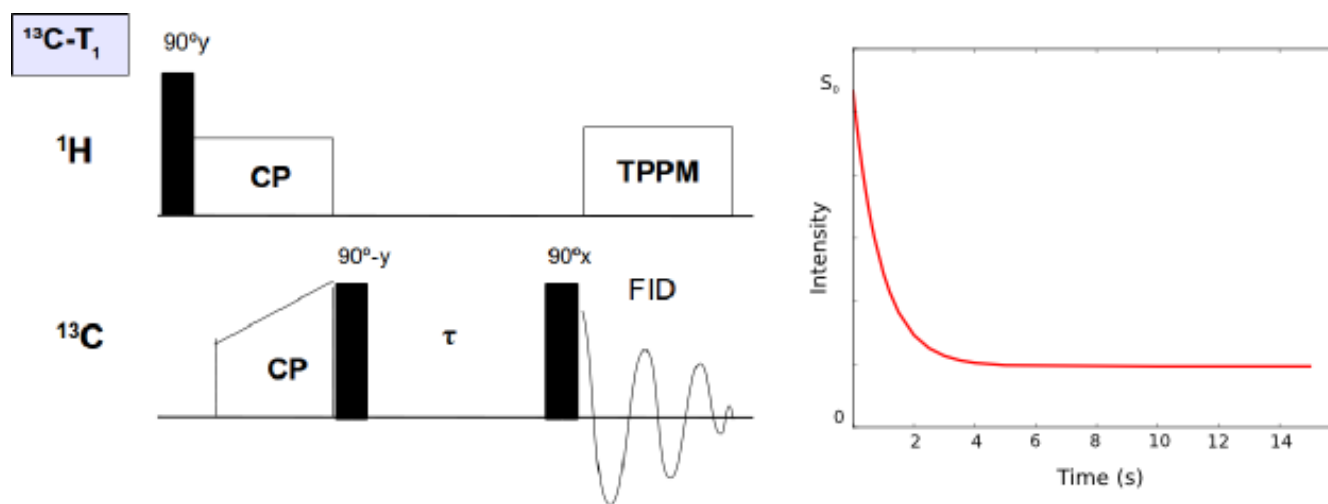 ¹³C-T₁
90ºy
¹H
CP
TPPM
90º-y
90ºx
FID
¹³C
CP
τ
S₀
Intensity
0
2 4 6 8 10 12 14
Time (s)